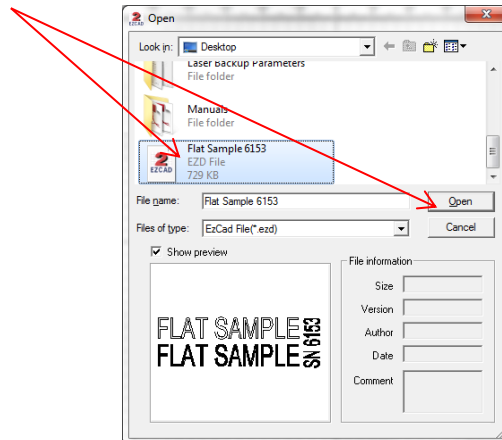 Open
Look in: Desktop
Laser Backup Parameters
File folder
Manuals
File folder
Flat Sample 6153
EZD File
729 KB
EZCAD
File name: Flat Sample 6153 Open
Files of type: EzCad File(*.ezd) Cancel
Show preview
File information
Size
Version
Author
Date
Comment
FLAT SAMPLE
FLAT SAMPLE
SN 6153